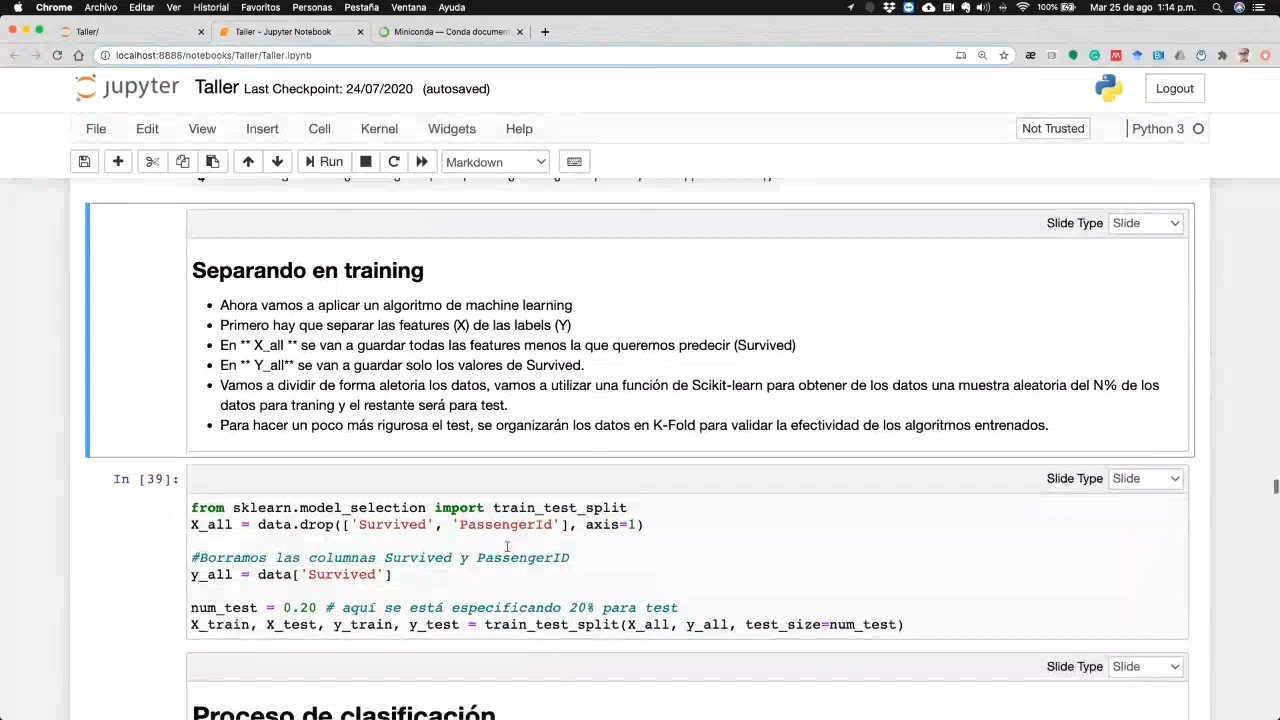 Chrome Archivo Editar Ver Historial Favoritos Personas Pestaña Ventana Ayuda 100% Mar 25 de ago 1:14 p.m.
Taller/ Taller - Jupyter Notebook Miniconda — Conda document
localhost:8888/notebooks/Taller/Taller.ipynb
jupyter Taller Last Checkpoint: 24/07/2020 (autosaved) Logout
File Edit View Insert Cell Kernel Widgets Help Not Trusted Python 3
Run Markdown
Slide Type Slide
Separando en training
• Ahora vamos a aplicar un algoritmo de machine learning
• Primero hay que separar las features (X) de las labels (Y)
• En ** X_all ** se van a guardar todas las features menos la que queremos predecir (Survived)
• En ** Y_all** se van a guardar solo los valores de Survived.
• Vamos a dividir de forma aletoria los datos, vamos a utilizar una función de Scikit-learn para obtener de los datos una muestra aleatoria del N% de los
datos para traning y el restante será para test.
• Para hacer un poco más rigurosa el test, se organizarán los datos en K-Fold para validar la efectividad de los algoritmos entrenados.
In [39]: Slide Type Slide
from sklearn.model_selection import train_test_split
X_all = data.drop(['Survived', 'PassengerId'], axis=1)
#Borramos las columnas Survived y PassengerID
y_all = data['Survived']
num_test = 0.20 # aquí se está especificando 20% para test
X_train, X_test, y_train, y_test = train_test_split(X_all, y_all, test_size=num_test)
Slide Type Slide
Proceso de clasificación